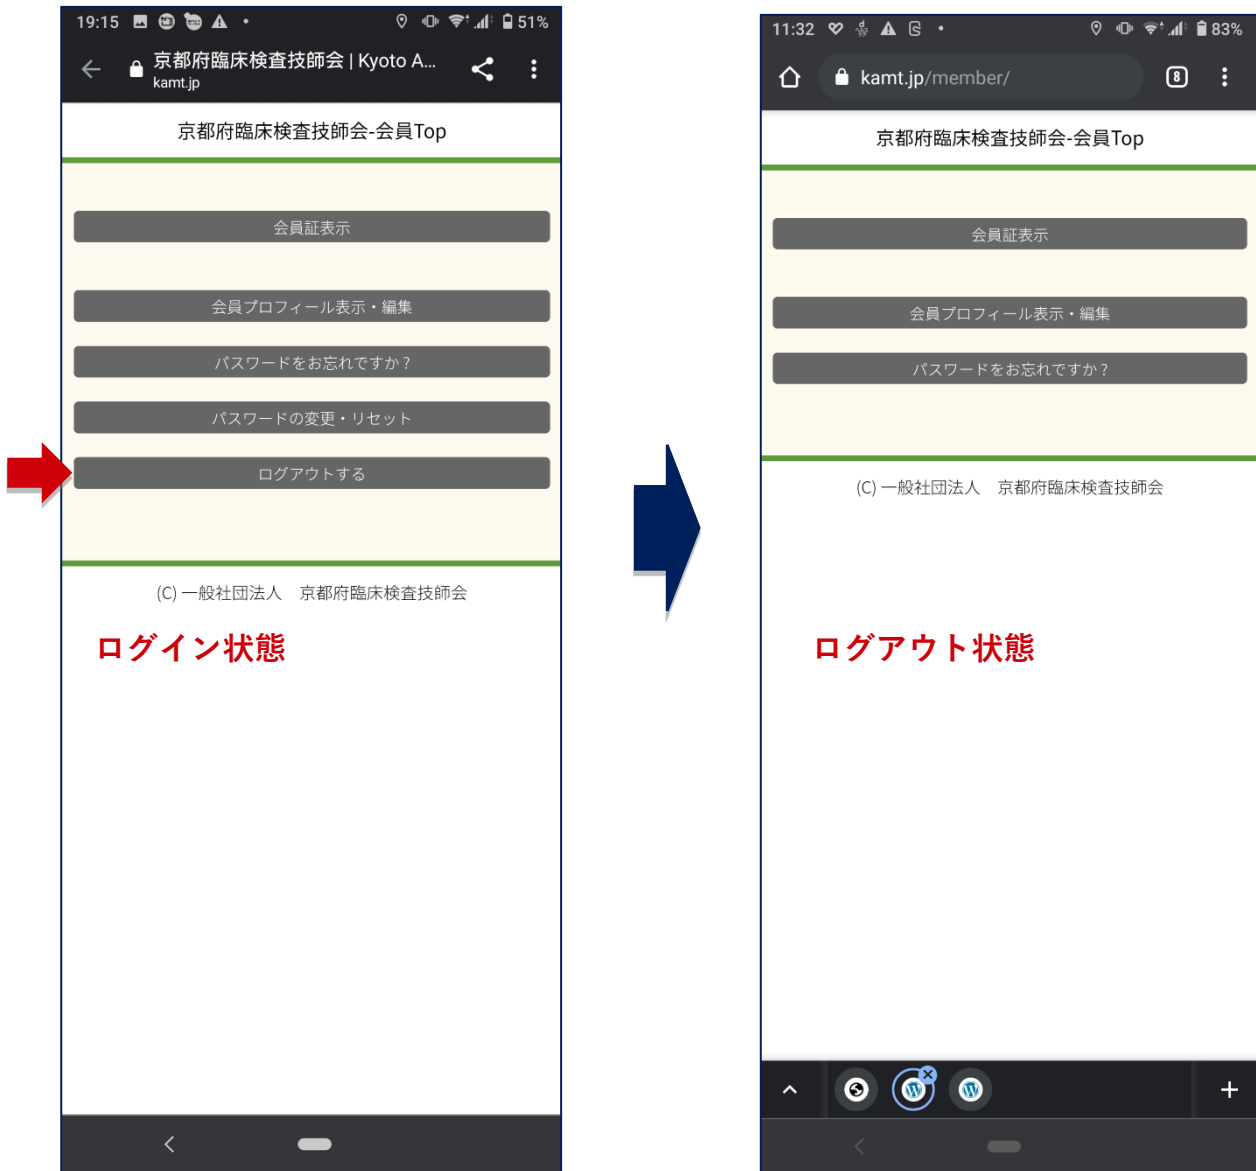 19:15
51%
京都府臨床検査技師会 | Kyoto A...
kamt.jp
京都府臨床検査技師会-会員Top
会員証表示
会員プロフィール表示・編集
パスワードをお忘れですか?
パスワードの変更・リセット
ログアウトする
(C) 一般社団法人　京都府臨床検査技師会
ログイン状態
11:32
83%
kamt.jp/member/
8
京都府臨床検査技師会-会員Top
会員証表示
会員プロフィール表示・編集
パスワードをお忘れですか?
(C) 一般社団法人　京都府臨床検査技師会
ログアウト状態